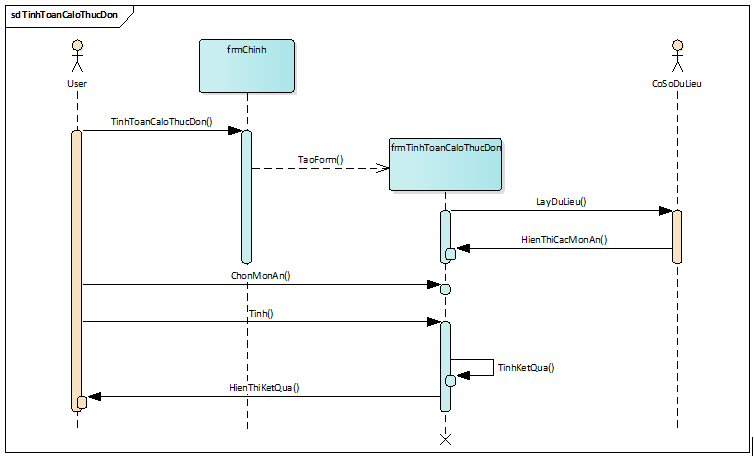 sd TinhToanCaloThucDon
User
frmChinh
CoSoDuLieu
TinhToanCaloThucDon()
frmTinhToanCaloThucDon
TaoForm()
LayDuLieu()
HienThiCacMonAn()
ChonMonAn()
Tinh()
TinhKetQua()
HienThiKetQua()